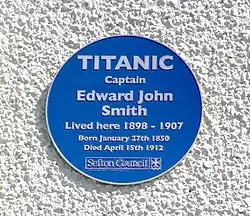 TITANIC
Captain
Edward John
Smith
Lived here 1898 - 1907
Born January 27th 1850
Died April 15th 1912
Sefton Council